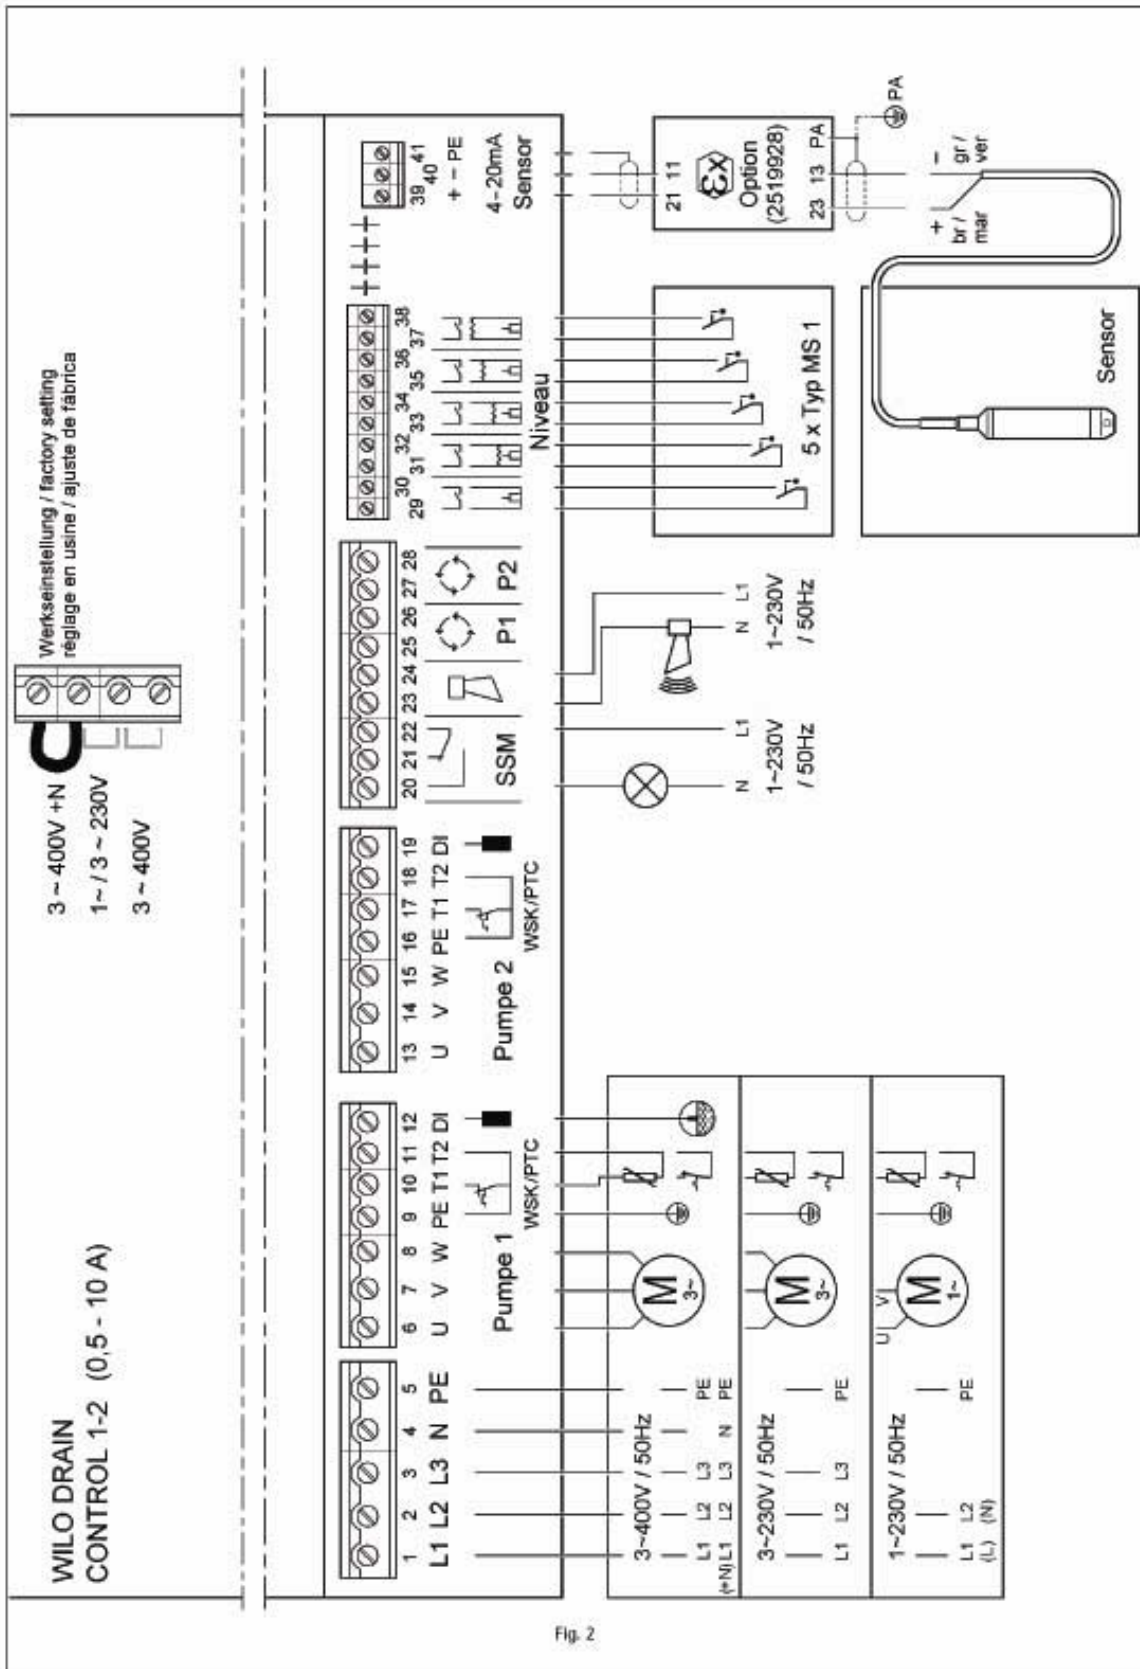 WILO DRAIN
CONTROL 1-2 (0,5 - 10 A)
3 ~ 400V +N
1~ / 3 ~ 230V
3 ~ 400V
Werkseinstellung / factory setting
réglage en usine / ajuste de fábrica
1 2 3 4 5
L1 L2 L3 N PE
6 7 8 9 10 11 12
U V W PE T1 T2 DI
Pumpe 1
WSK/PTC
13 14 15 16 17 18 19
U V W PE T1 T2 DI
Pumpe 2
WSK/PTC
20 21 22 23 24 25 26 27 28
SSM
P1
P2
29 30 31 32 33 34 35 36 37 38
Niveau
39 40 41
+ - PE
4-20mA
Sensor
3~400V / 50Hz
L1 L2 L3 PE
(+N) L1 L2 L3 N PE
M
3~
3~230V / 50Hz
L1 L2 L3 PE
M
3~
1~230V / 50Hz
L1 L2 PE
(L) (N)
U V
M
1~
N L1
1~230V
/ 50Hz
N L1
1~230V
/ 50Hz
5 x Typ MS 1
21 11
Ex
Option
(2519928)
23 13 PA
PA
+ -
br / gr /
mar ver
Sensor
Fig. 2